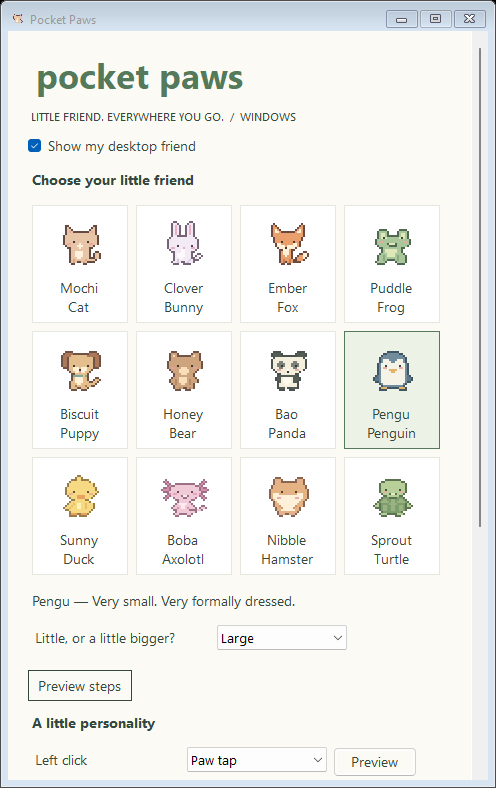 Pocket Paws
pocket paws
LITTLE FRIEND. EVERYWHERE YOU GO. / WINDOWS
Show my desktop friend
Choose your little friend
Mochi
Cat
Clover
Bunny
Ember
Fox
Puddle
Frog
Biscuit
Puppy
Honey
Bear
Bao
Panda
Pengu
Penguin
Sunny
Duck
Boba
Axolotl
Nibble
Hamster
Sprout
Turtle
Pengu — Very small. Very formally dressed.
Little, or a little bigger?
Large
Preview steps
A little personality
Left click
Paw tap
Preview